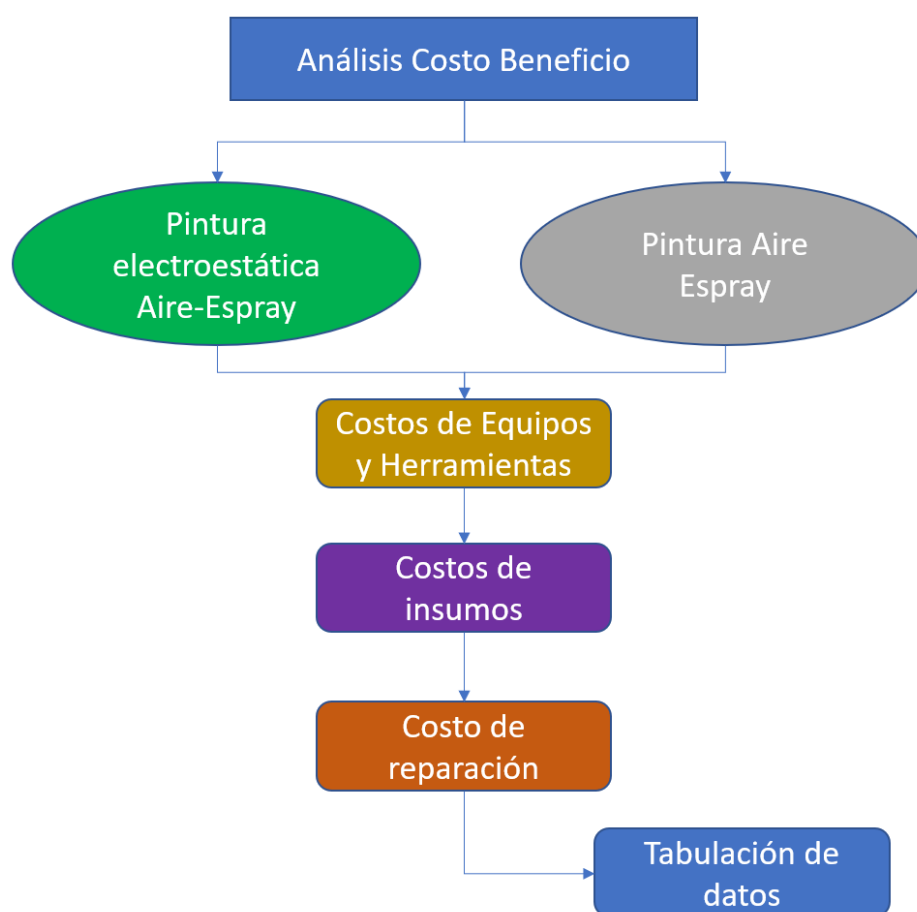 Análisis Costo Beneficio
Pintura
electroestática
Aire-Espray
Pintura Aire
Espray
Costos de Equipos
y Herramientas
Costos de
insumos
Costo de
reparación
Tabulación de
datos